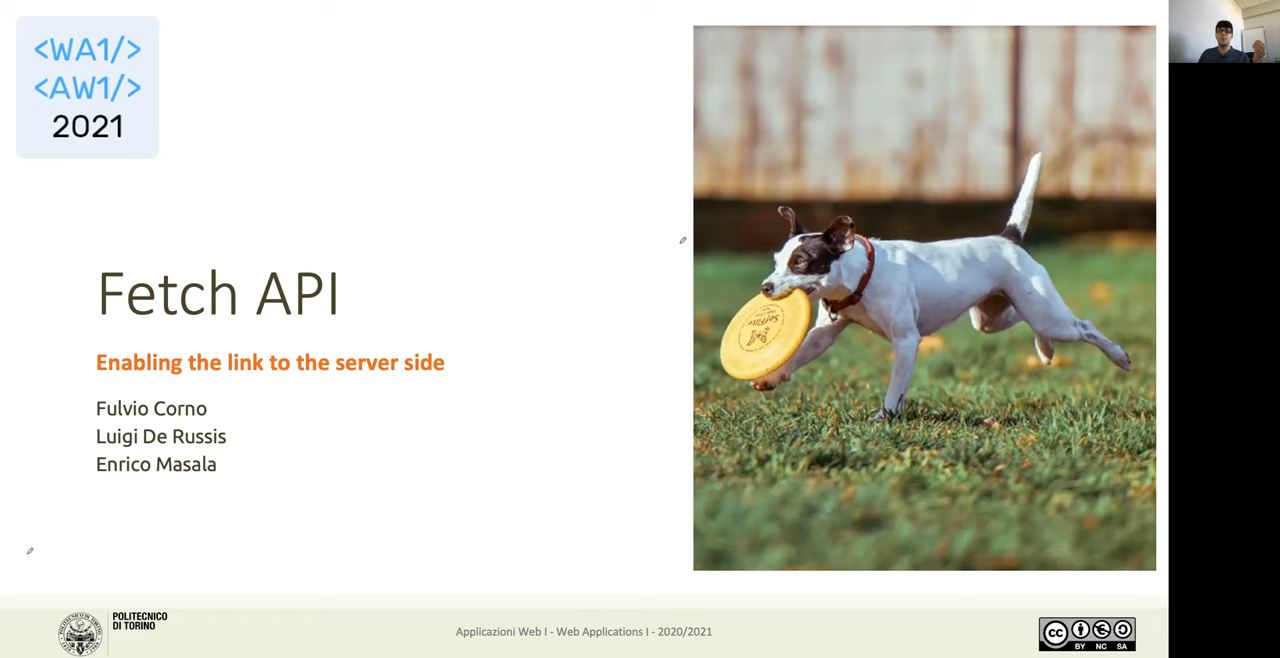 <WA1/>
<AW1/>
2021
Fetch API
Enabling the link to the server side
Fulvio Corno
Luigi De Russis
Enrico Masala
POLITECNICO
DI TORINO
Applicazioni Web I - Web Applications I - 2020/2021
cc
BY NC SA